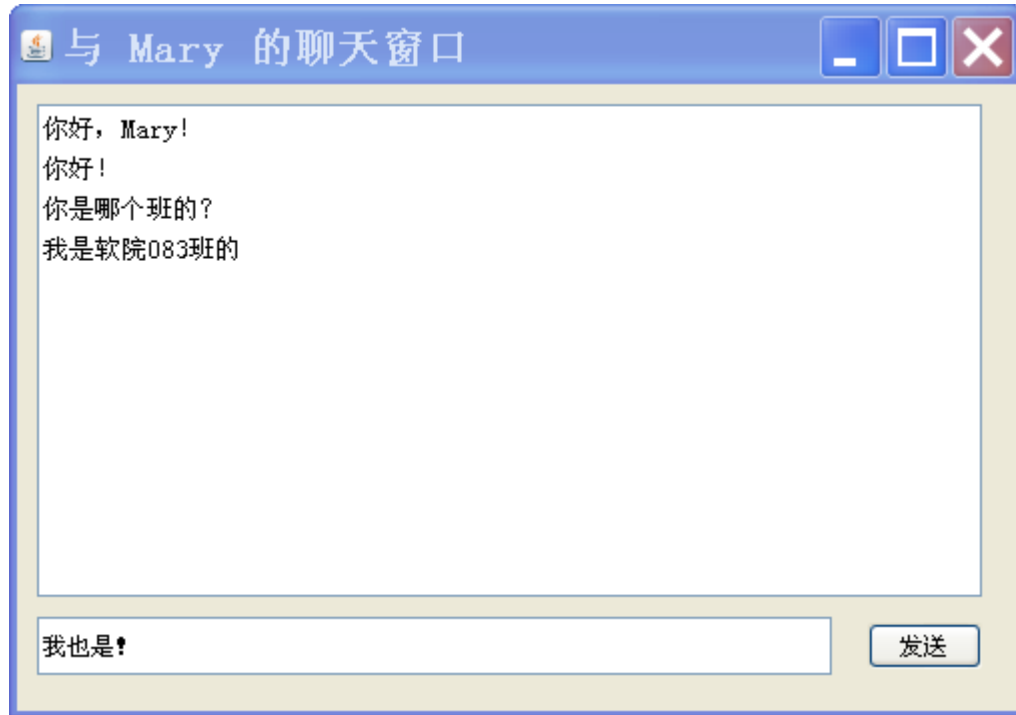 与 Mary 的聊天窗口
你好，Mary!
你好!
你是哪个班的?
我是软院083班的
我也是!
发送